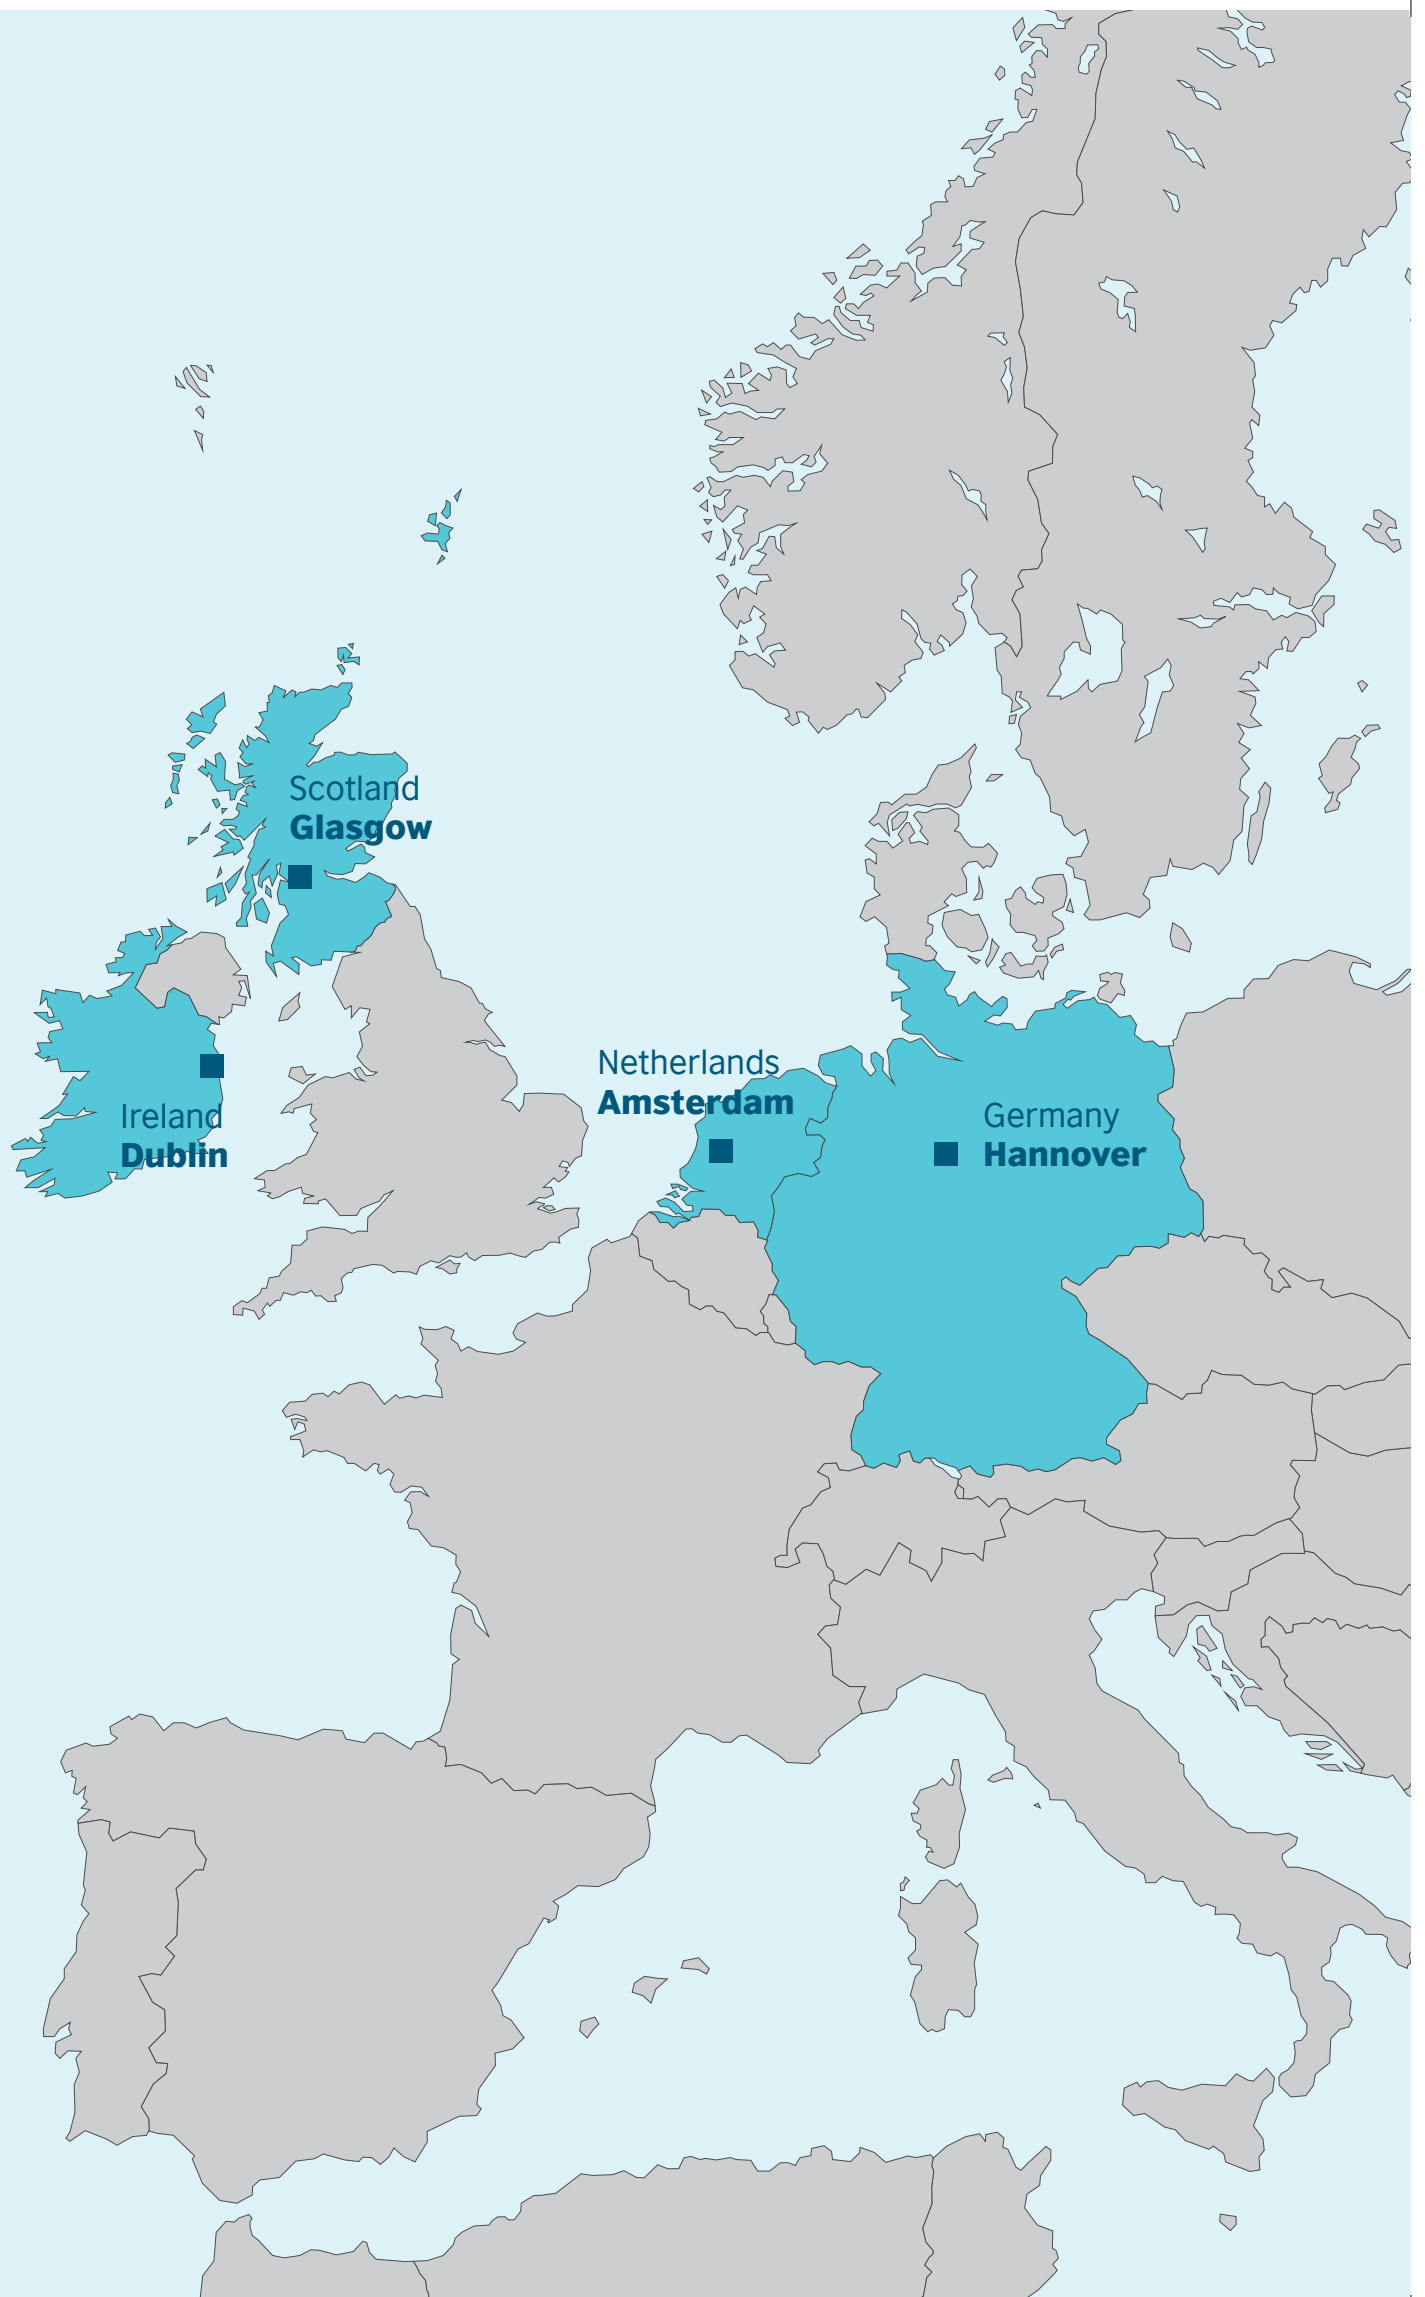 Scotland
Glasgow
Netherlands
Amsterdam
Ireland
Dublin
Germany
Hannover